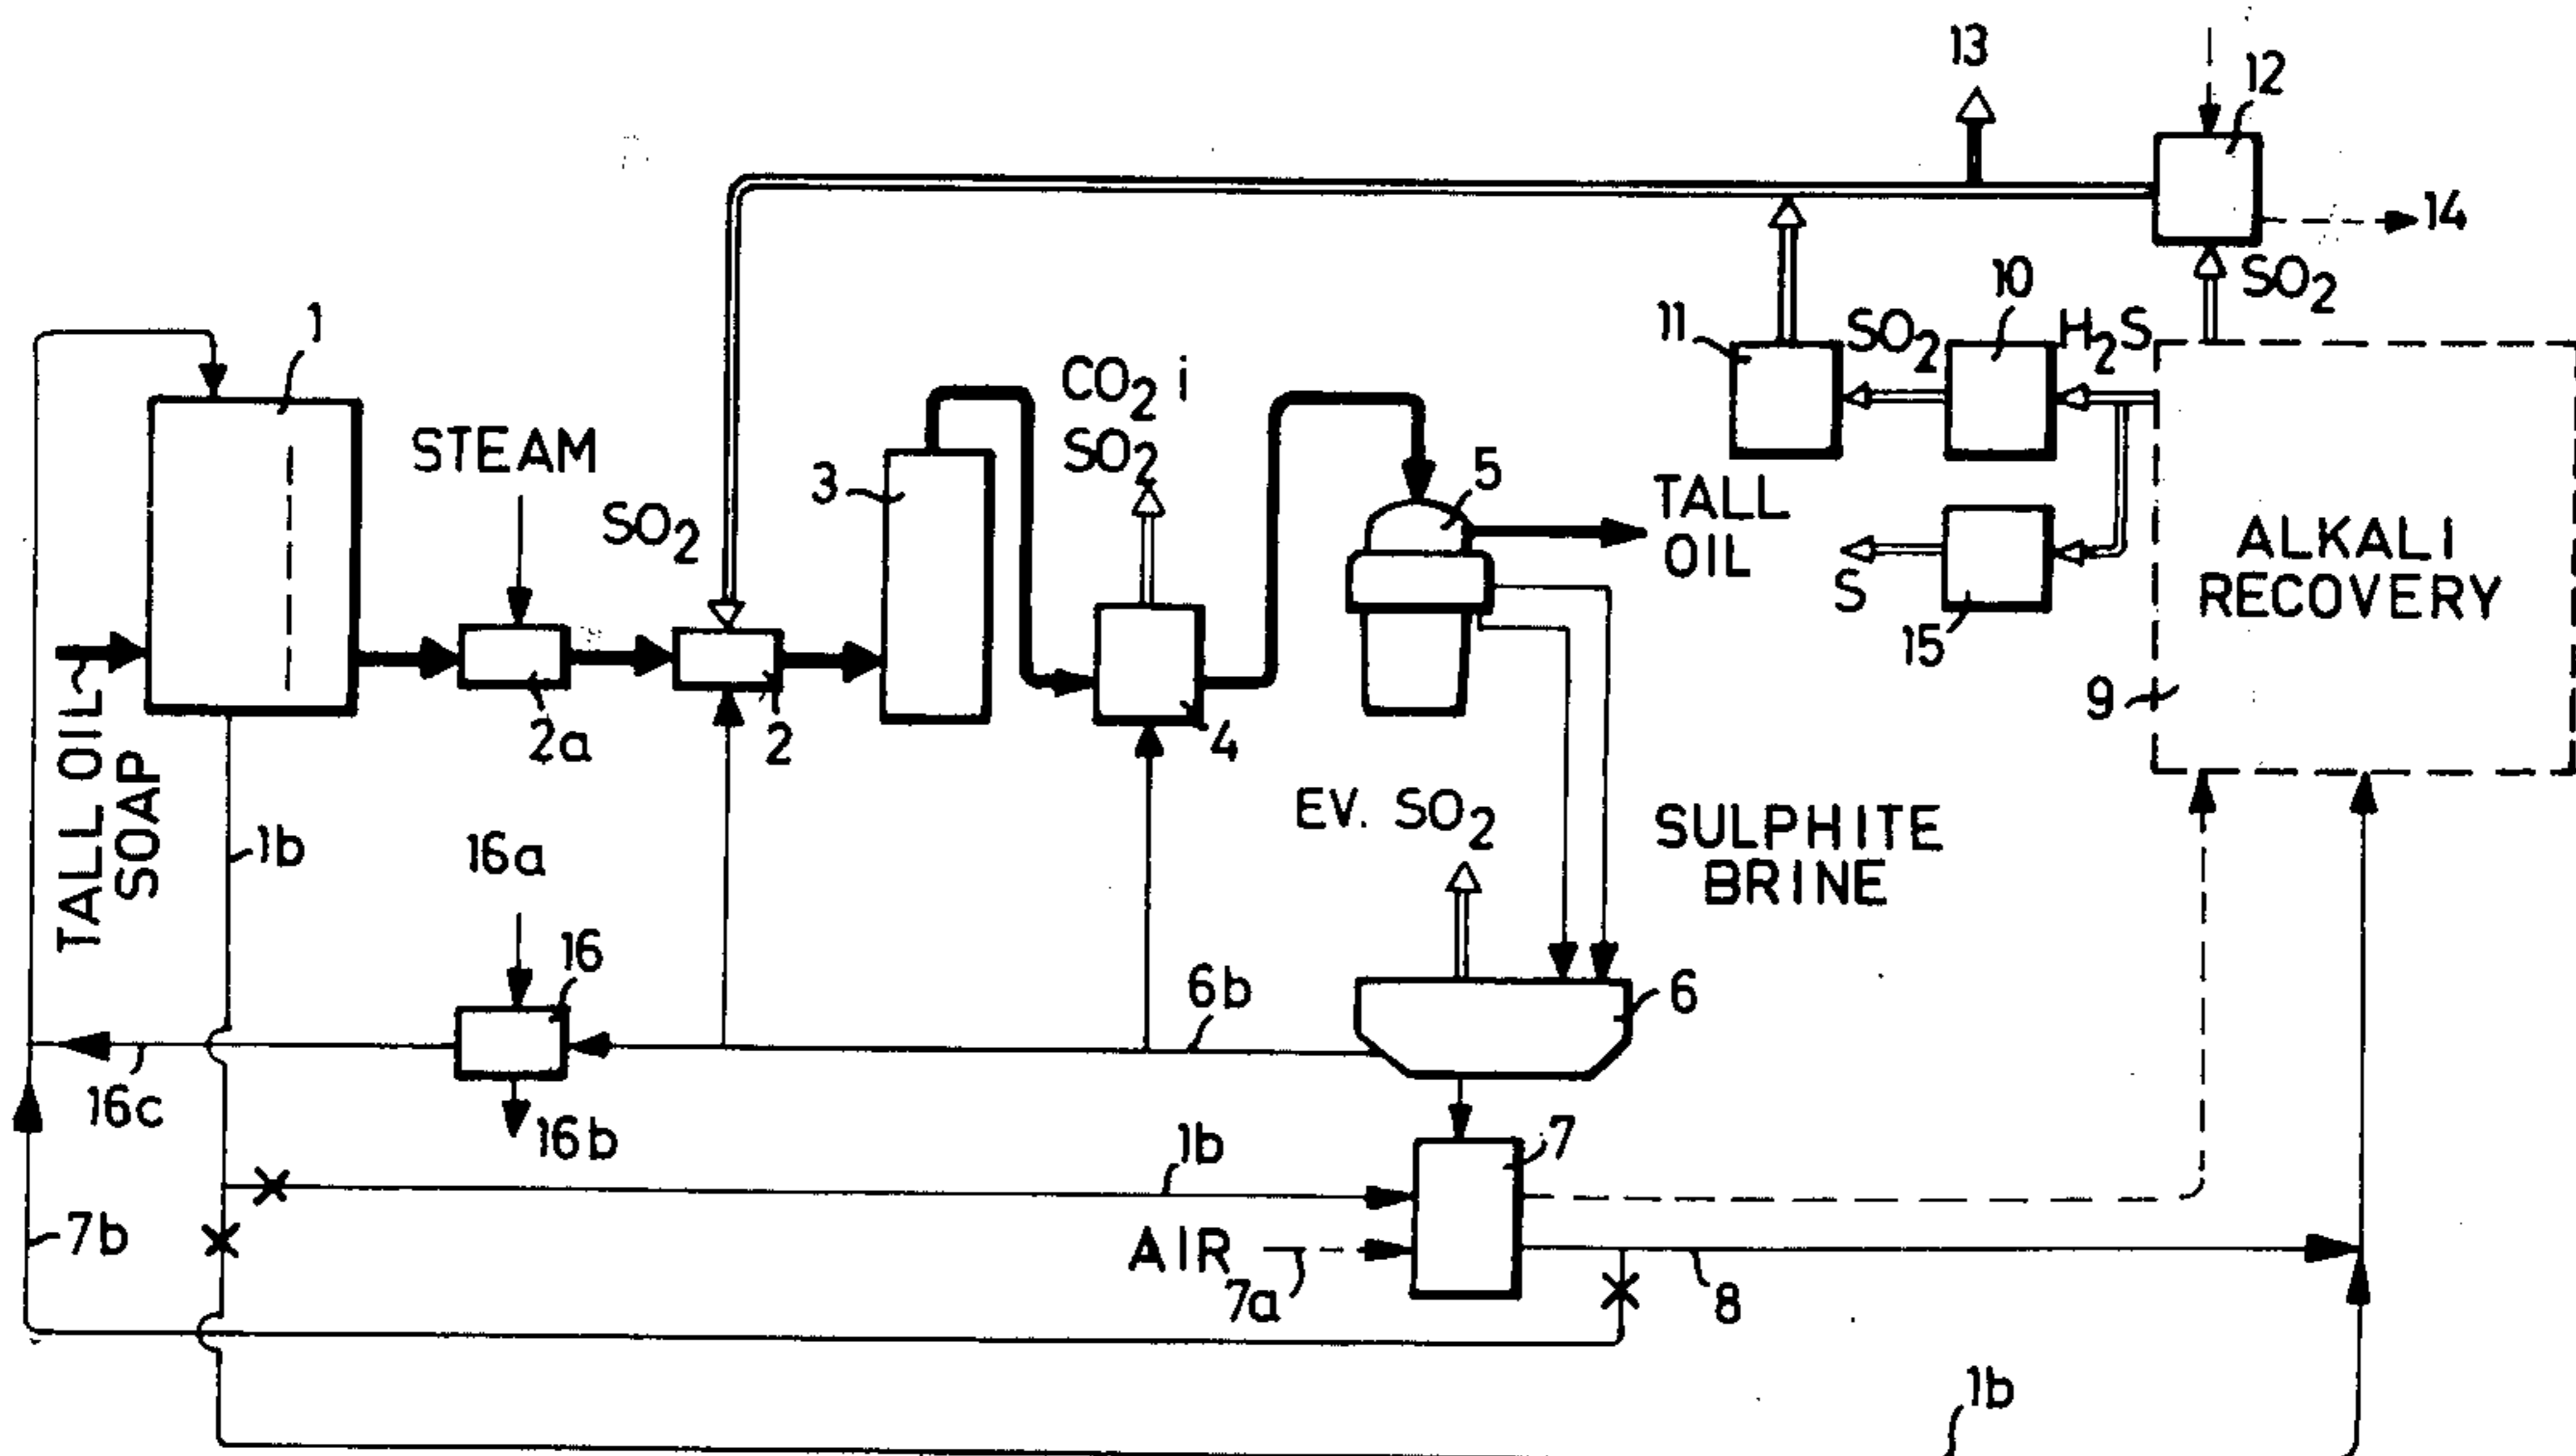 13
12
14
SO2
10
11
SO2
H2S
1
CO2 i
SO2
STEAM
3
5
SO2
TALL
OIL
ALKALI
RECOVERY
S
15
9
2a
2
4
TALL OIL
SOAP
1b
16a
EV. SO2
SULPHITE
BRINE
16
6b
6
16c
16b
1b
7
7b
AIR
7a
8
1b